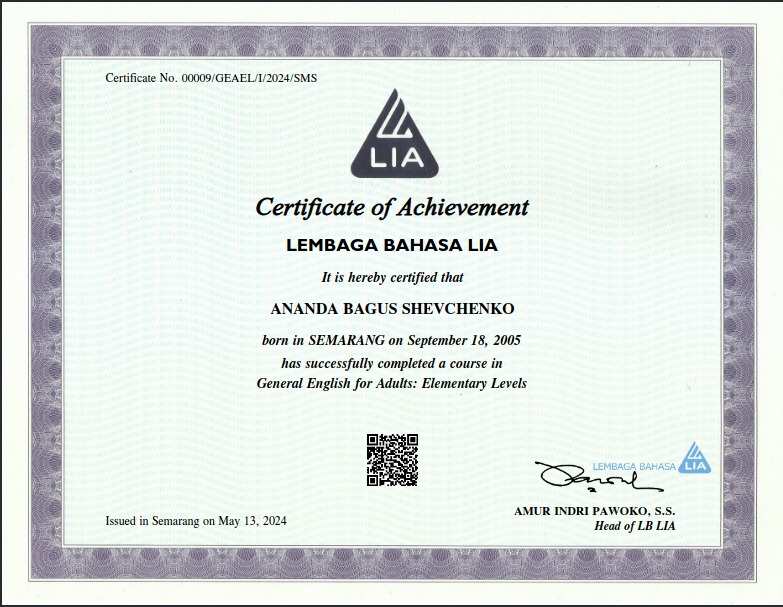 Certificate No. 00009/GEAEL/I/2024/SMS
LIA
Certificate of Achievement
LEMBAGA BAHASA LIA
It is hereby certified that
ANANDA BAGUS SHEVCHENKO
born in SEMARANG on September 18, 2005
has successfully completed a course in
General English for Adults: Elementary Levels
LEMBAGA BAHASA LIA
Issued in Semarang on May 13, 2024
AMUR INDRI PAWOKO, S.S.
Head of LB LIA